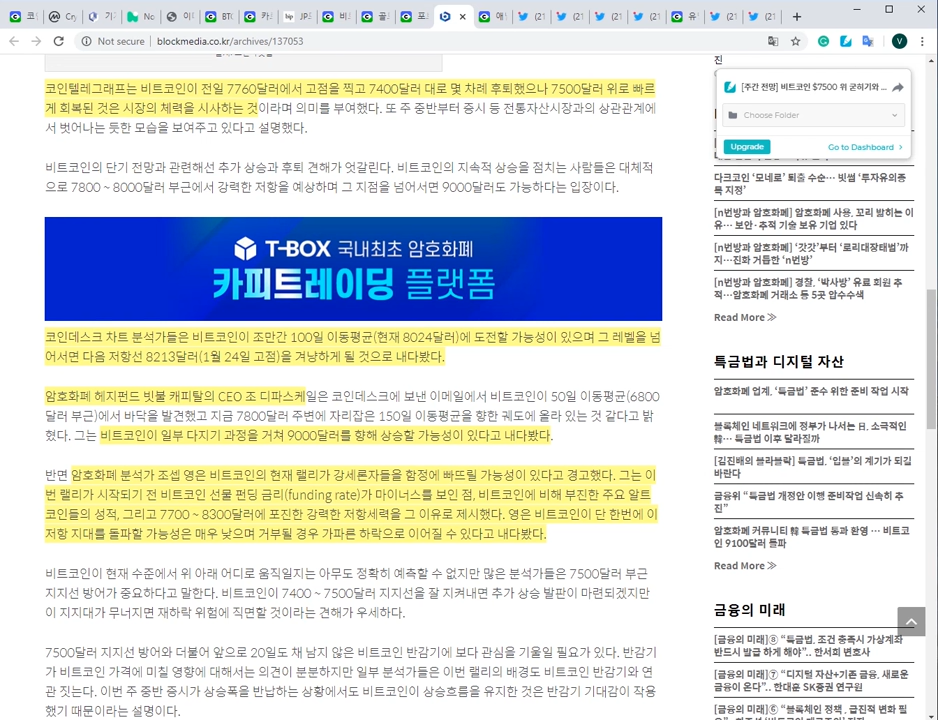 Not secure
blockmedia.co.kr/archives/137053
코인텔레그래프는 비트코인이 전일 7760달러에서 고점을 찍고 7400달러 대로 몇 차례 후퇴했으나 7500달러 위로 빠르
게 회복된 것은 시장의 체력을 시사하는 것이라며 의미를 부여했다. 또 주 중반부터 증시 등 전통자산시장과의 상관관계에
서 벗어나는 듯한 모습을 보여주고 있다고 설명했다.
비트코인의 단기 전망과 관련해선 추가 상승과 후퇴 견해가 엇갈린다. 비트코인의 지속적 상승을 점치는 사람들은 대체적
으로 7800 ~ 8000달러 부근에서 강력한 저항을 예상하며 그 지점을 넘어서면 9000달러도 가능하다는 입장이다.
T-BOX 국내최초 암호화폐
카피트레이딩 플랫폼
코인데스크 차트 분석가들은 비트코인이 조만간 100일 이동평균(현재 8024달러)에 도전할 가능성이 있으며 그 레벨을 넘
어서면 다음 저항선 8213달러(1월 24일 고점)을 겨냥하게 될 것으로 내다봤다.
암호화폐 헤지펀드 빗불 캐피탈의 CEO 조 디파스케일은 코인데스크에 보낸 이메일에서 비트코인이 50일 이동평균(6800
달러 부근)에서 바닥을 발견했고 지금 7800달러 주변에 자리잡은 150일 이동평균을 향한 궤도에 올라 있는 것 같다고 밝
혔다. 그는 비트코인이 일부 다지기 과정을 거쳐 9000달러를 향해 상승할 가능성이 있다고 내다봤다.
반면 암호화폐 분석가 조셉 영은 비트코인의 현재 랠리가 강세론자들을 함정에 빠뜨릴 가능성이 있다고 경고했다. 그는 이
번 랠리가 시작되기 전 비트코인 선물 펀딩 금리(funding rate)가 마이너스를 보인 점, 비트코인에 비해 부진한 주요 알트
코인들의 성적, 그리고 7700 ~ 8300달러에 포진한 강력한 저항세력을 그 이유로 제시했다. 영은 비트코인이 단 한번에 이
저항 지대를 돌파할 가능성은 매우 낮으며 거부될 경우 가파른 하락으로 이어질 수 있다고 내다봤다.
비트코인이 현재 수준에서 위 아래 어디로 움직일지는 아무도 정확히 예측할 수 없지만 많은 분석가들은 7500달러 부근
지지선 방어가 중요하다고 말한다. 비트코인이 7400 ~ 7500달러 지지선을 잘 지켜내면 추가 상승 발판이 마련되겠지만
이 지지대가 무너지면 재하락 위험에 직면할 것이라는 견해가 우세하다.
7500달러 지지선 방어와 더불어 앞으로 20일도 채 남지 않은 비트코인 반감기에 보다 관심을 기울일 필요가 있다. 반감기
가 비트코인 가격에 미칠 영향에 대해서는 의견이 분분하지만 일부 분석가들은 이번 랠리의 배경도 비트코인 반감기와 연
관 짓는다. 이번 주 중반 증시가 상승폭을 반납하는 상황에서도 비트코인이 상승흐름을 유지한 것은 반감기 기대감이 작용
했기 때문이라는 설명이다.
진
[주간 전망] 비트코인 $7500 위 굳히기와 ...
Choose Folder
Upgrade
Go to Dashboard
다크코인 '모네로' 퇴출 수순… 빗썸 '투자유의종
목 지정'
[n번방과 암호화폐] 암호화폐 사용, 꼬리 밟히는 이
유… 보안·추적 기술 보유 기업 있다
[n번방과 암호화폐] '갓갓'부터 '로리대장태범'까
지…진화 거듭한 'n번방'
[n번방과 암호화폐] 경찰, '박사방' 유료 회원 추
적…암호화폐 거래소 등 5곳 압수수색
Read More ≫
특금법과 디지털 자산
암호화폐 업계, '특금법' 준수 위한 준비 작업 시작
블록체인 네트워크에 정부가 나서는 日, 소극적인
韓… 특금법 이후 달라질까
[김진배의 블라블락] 특금법, '입블'의 계기가 되길
바란다
금융위 "특금법 개정안 이행 준비작업 신속히 추
진"
암호화폐 커뮤니티 韓 특금법 통과 환영 … 비트코
인 9100달러 돌파
Read More ≫
금융의 미래
[금융의 미래]⑧ "특금법, 조건 충족시 가상계좌
반드시 발급 하게 해야".. 한서희 변호사
[금융의 미래]⑦ "디지털 자산+기존 금융, 새로운
금융이 온다".. 한대훈 SK증권 연구원
[금융의 미래]⑥ "블록체인 정책, 급진적 변화 필